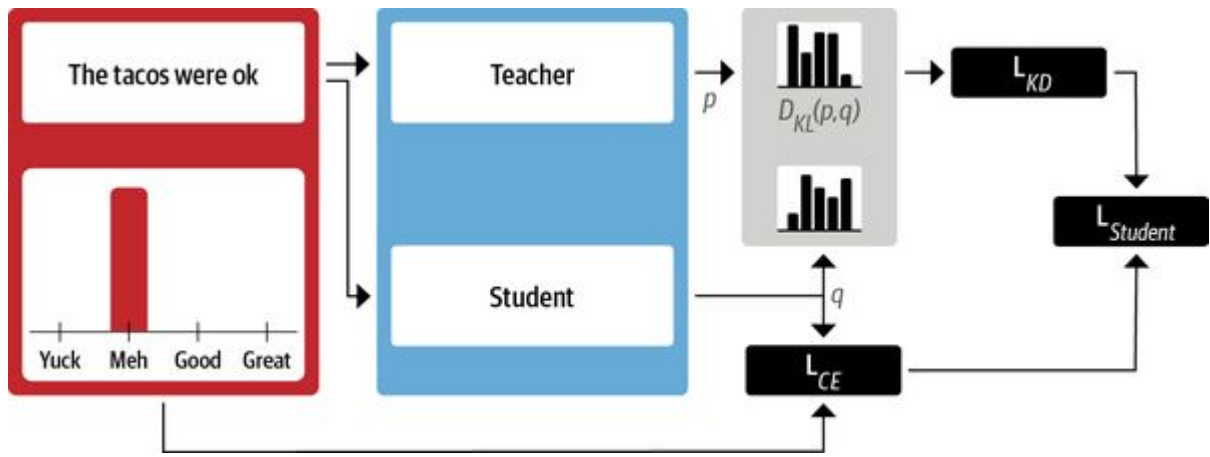 The tacos were ok
Yuck Meh Good Great
Teacher
Student
p
D_KL(p,q)
q
L_KD
L_CE
L_Student